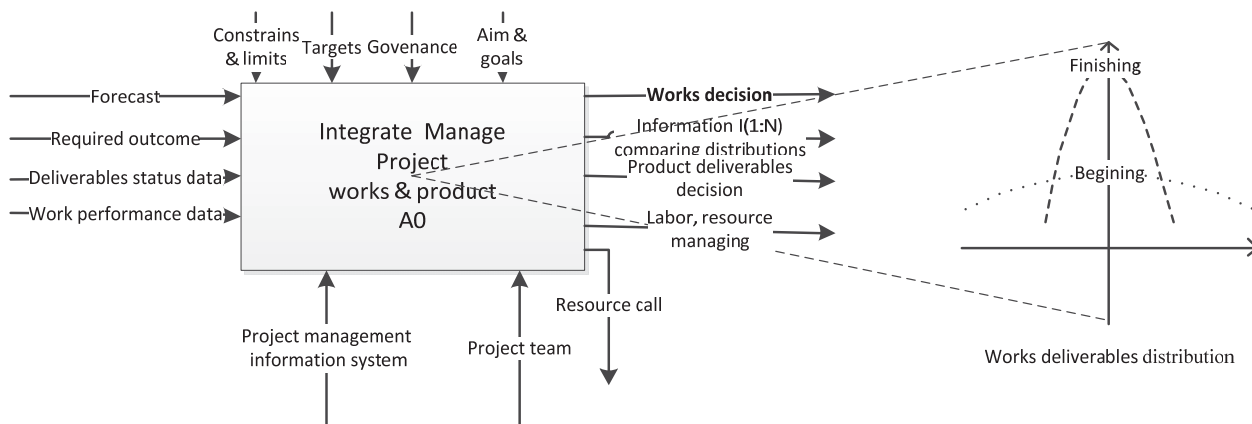 Constrains
& limits
Targets
Govenance
Aim &
goals
Forecast
Required outcome
Deliverables status data
Work performance data
Integrate Manage
Project
works & product
A0
Works decision
Information I(1:N)
comparing distributions
Product deliverables
decision
Labor, resource
managing
Resource call
Project management
information system
Project team
Finishing
Begining
Works deliverables distribution